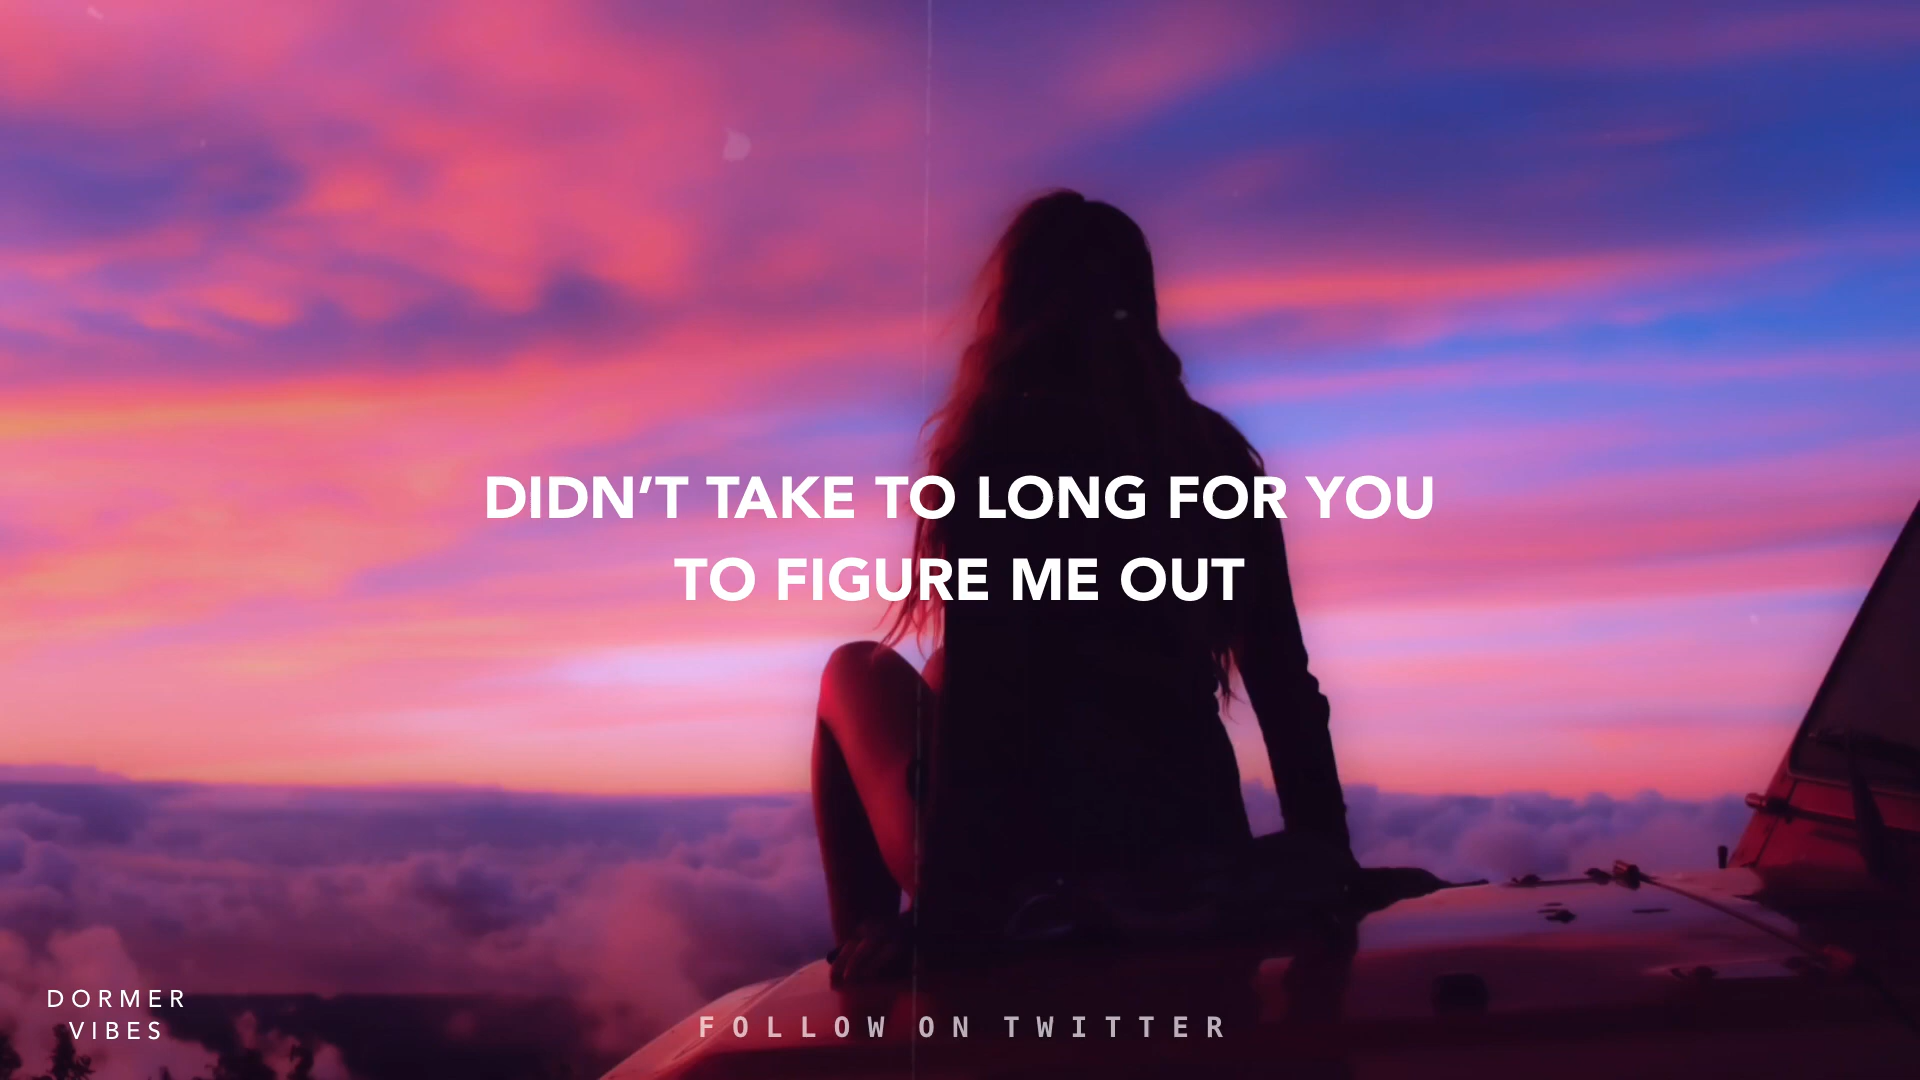 DIDN’T TAKE TO LONG FOR YOU
TO FIGURE ME OUT
DORMER
VIBES
FOLLOW ON TWITTER